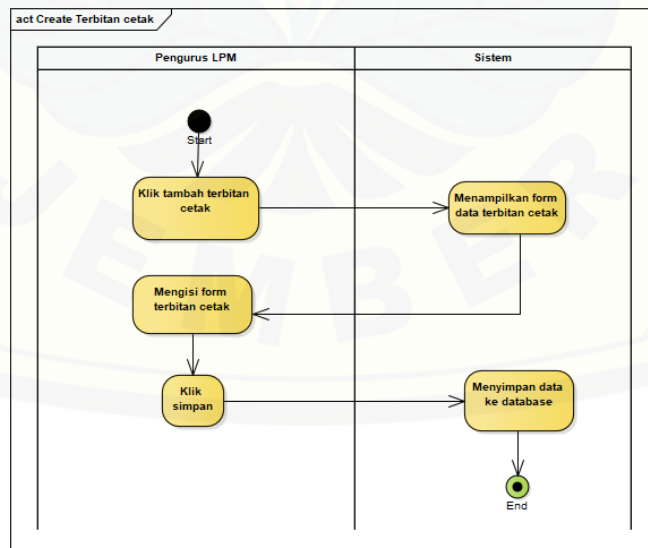 act Create Terbitan cetak
Pengurus LPM
Sistem
Start
Klik tambah terbitan
cetak
Menampilkan form
data terbitan cetak
Mengisi form
terbitan cetak
Klik
simpan
Menyimpan data
ke database
End
JEMBER